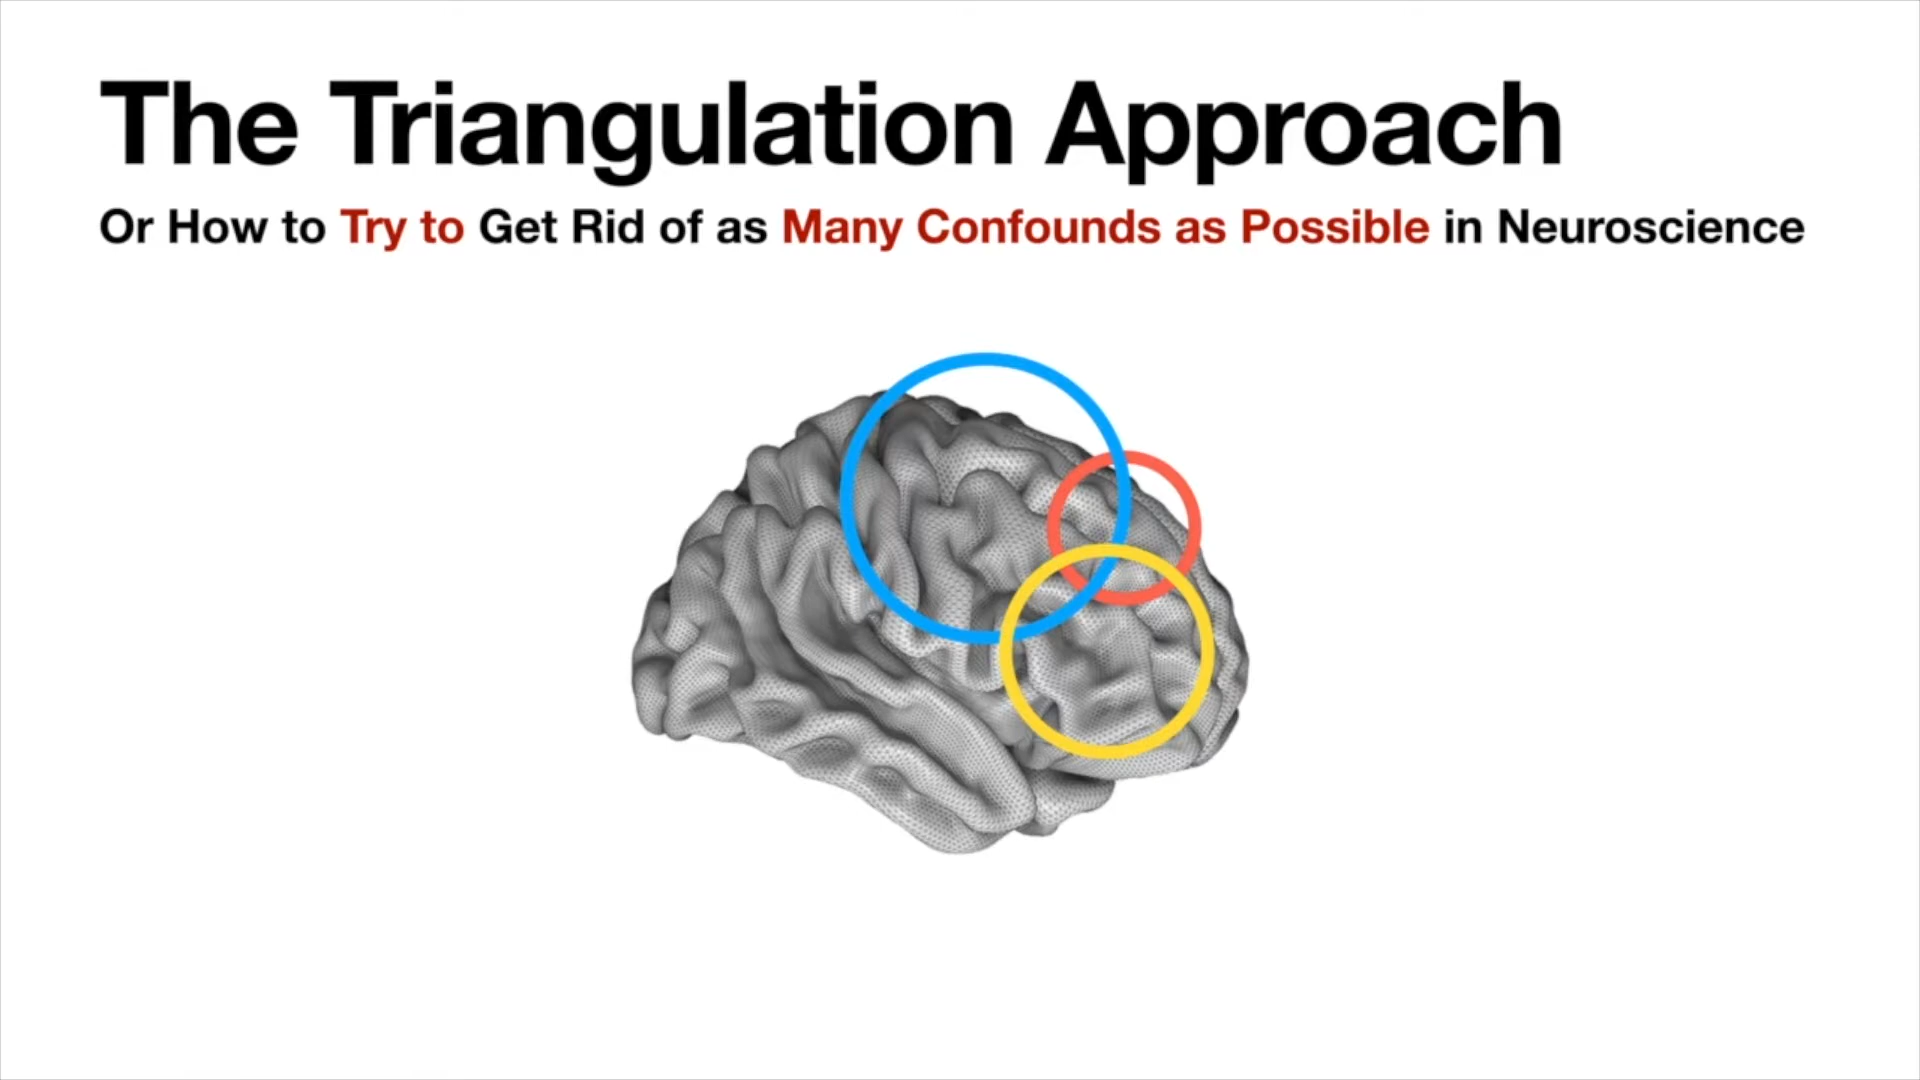 The Triangulation Approach
Or How to Try to Get Rid of as Many Confounds as Possible in Neuroscience